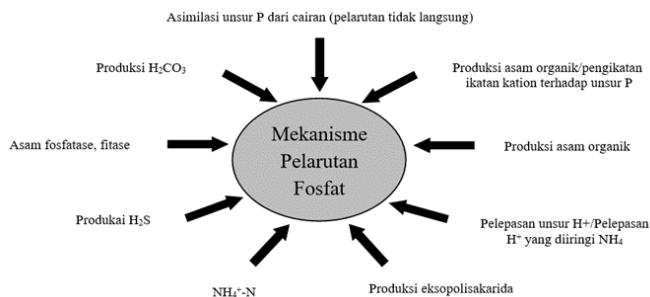 Asimilasi unsur P dari cairan (pelarutan tidak langsung)
Produksi H₂CO₃
Produksi asam organik/pengikatan
ikatan kation terhadap unsur P
Mekanisme
Pelarutan
Fosfat
Asam fosfatase, fitase
Produksi asam organik
Produkai H₂S
Pelepasan unsur H+/Pelepasan
H⁺ yang diiringi NH₄
NH₄⁺-N
Produksi eksopolisakarida